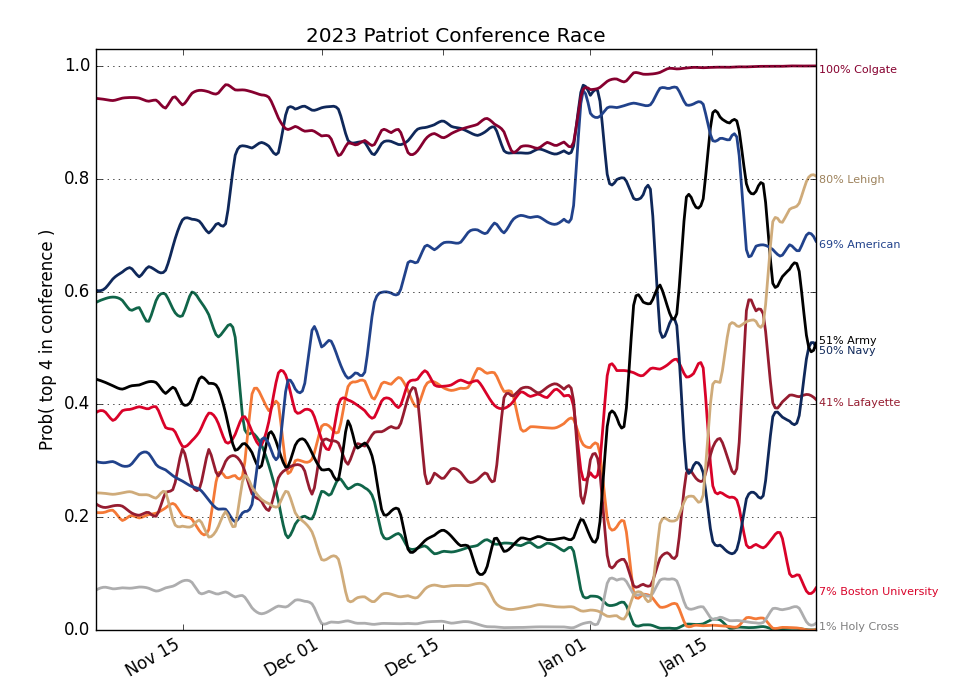 2023 Patriot Conference Race
Prob( top 4 in conference )
1.0
0.8
0.6
0.4
0.2
0.0
Nov 15
Dec 01
Dec 15
Jan 01
Jan 15
100% Colgate
80% Lehigh
69% American
51% Army
50% Navy
41% Lafayette
7% Boston University
1% Holy Cross